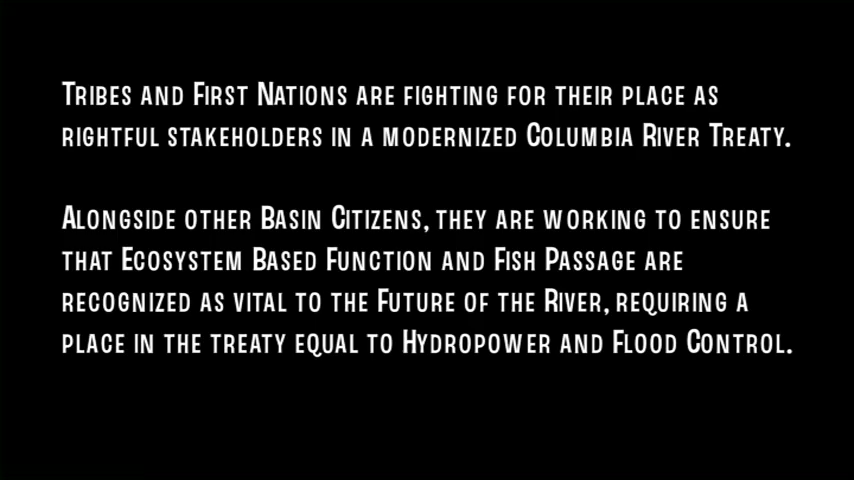 Tribes and First Nations are fighting for their place as
rightful stakeholders in a modernized Columbia River Treaty.
Alongside other Basin Citizens, they are working to ensure
that Ecosystem Based Function and Fish Passage are
recognized as vital to the Future of the River, requiring a
place in the treaty equal to Hydropower and Flood Control.